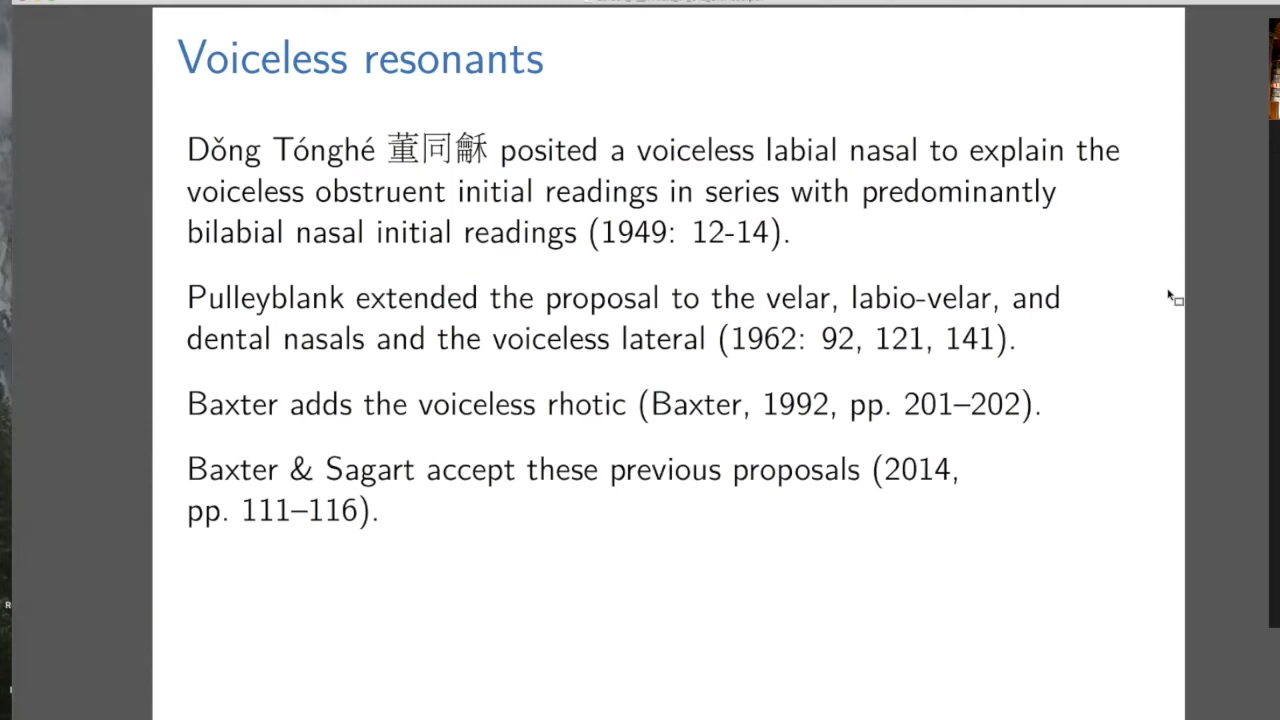 Voiceless resonants
Dǒng Tónghé 董同龢 posited a voiceless labial nasal to explain the
voiceless obstruent initial readings in series with predominantly
bilabial nasal initial readings (1949: 12-14).
Pulleyblank extended the proposal to the velar, labio-velar, and
dental nasals and the voiceless lateral (1962: 92, 121, 141).
Baxter adds the voiceless rhotic (Baxter, 1992, pp. 201–202).
Baxter & Sagart accept these previous proposals (2014,
pp. 111–116).
R